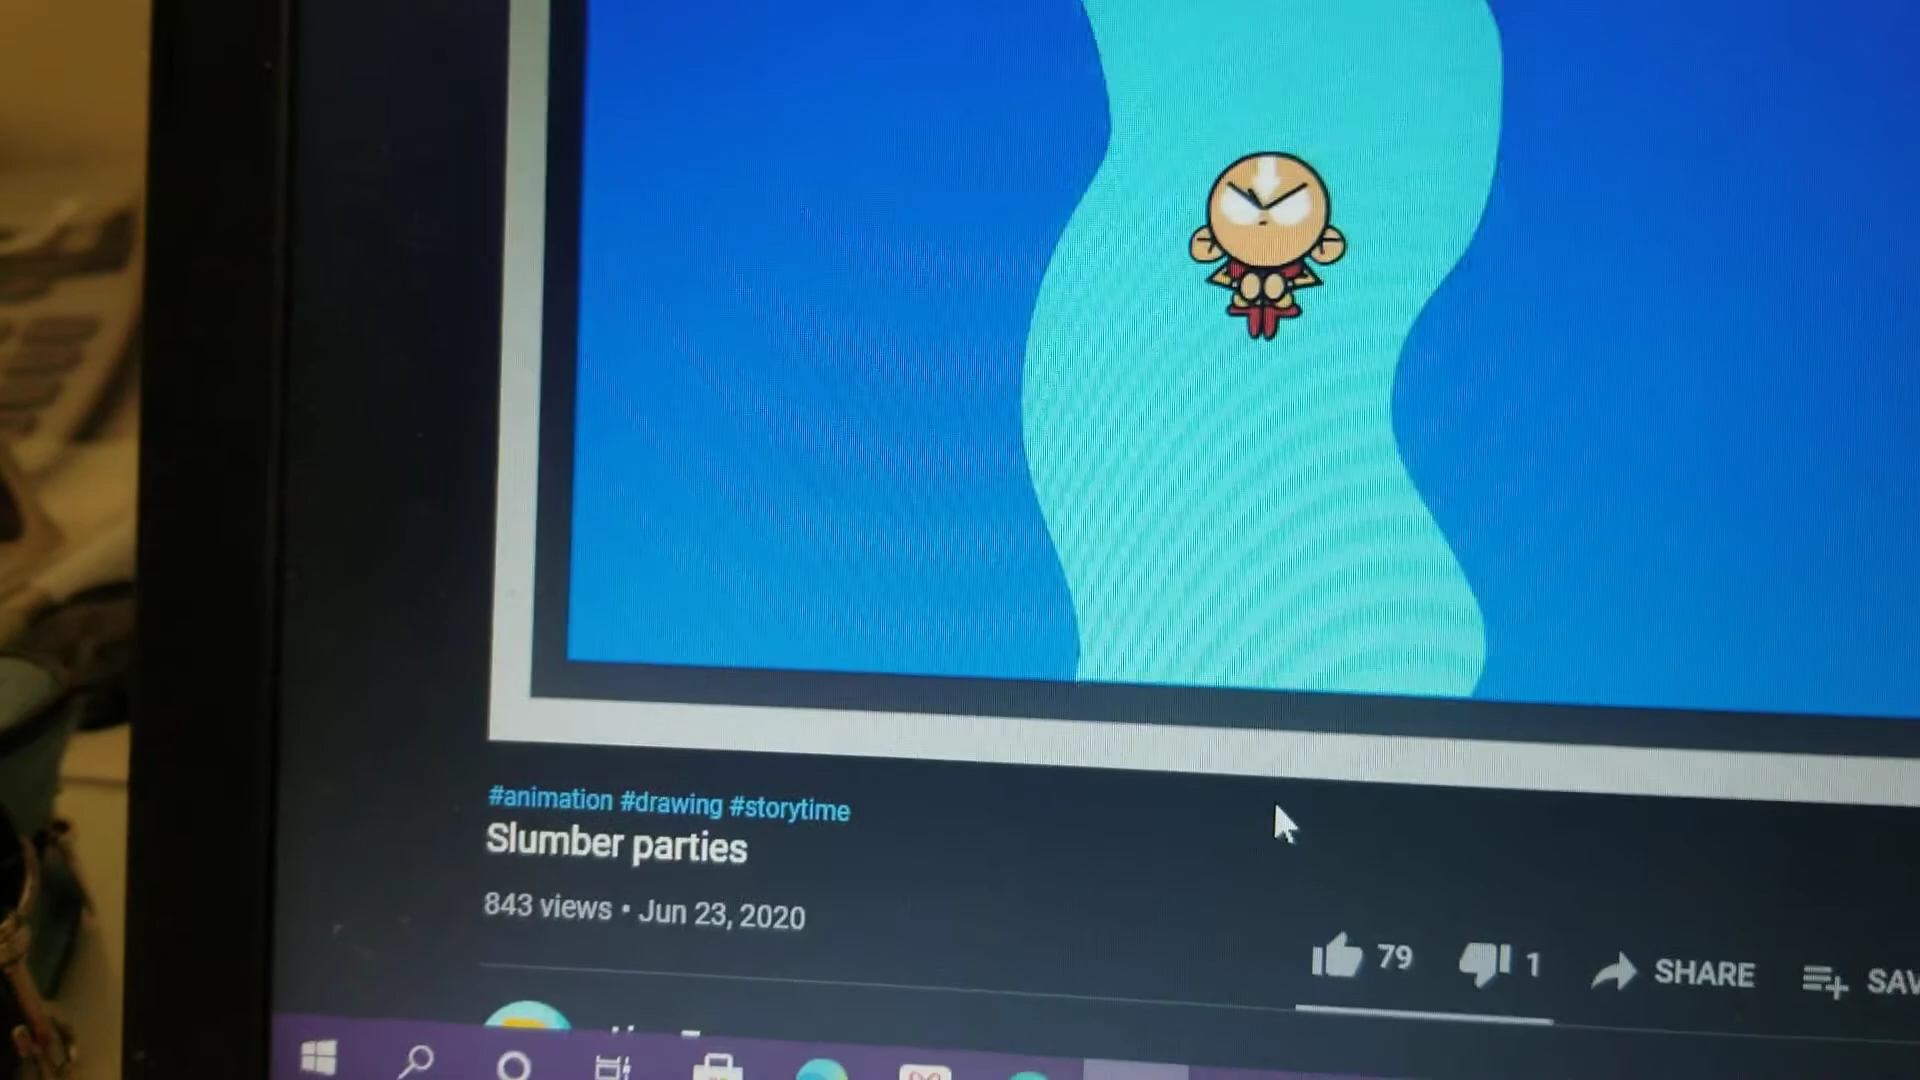 #animation #drawing #storytime
Slumber parties
843 views • Jun 23, 2020
79
1
SHARE
SAV